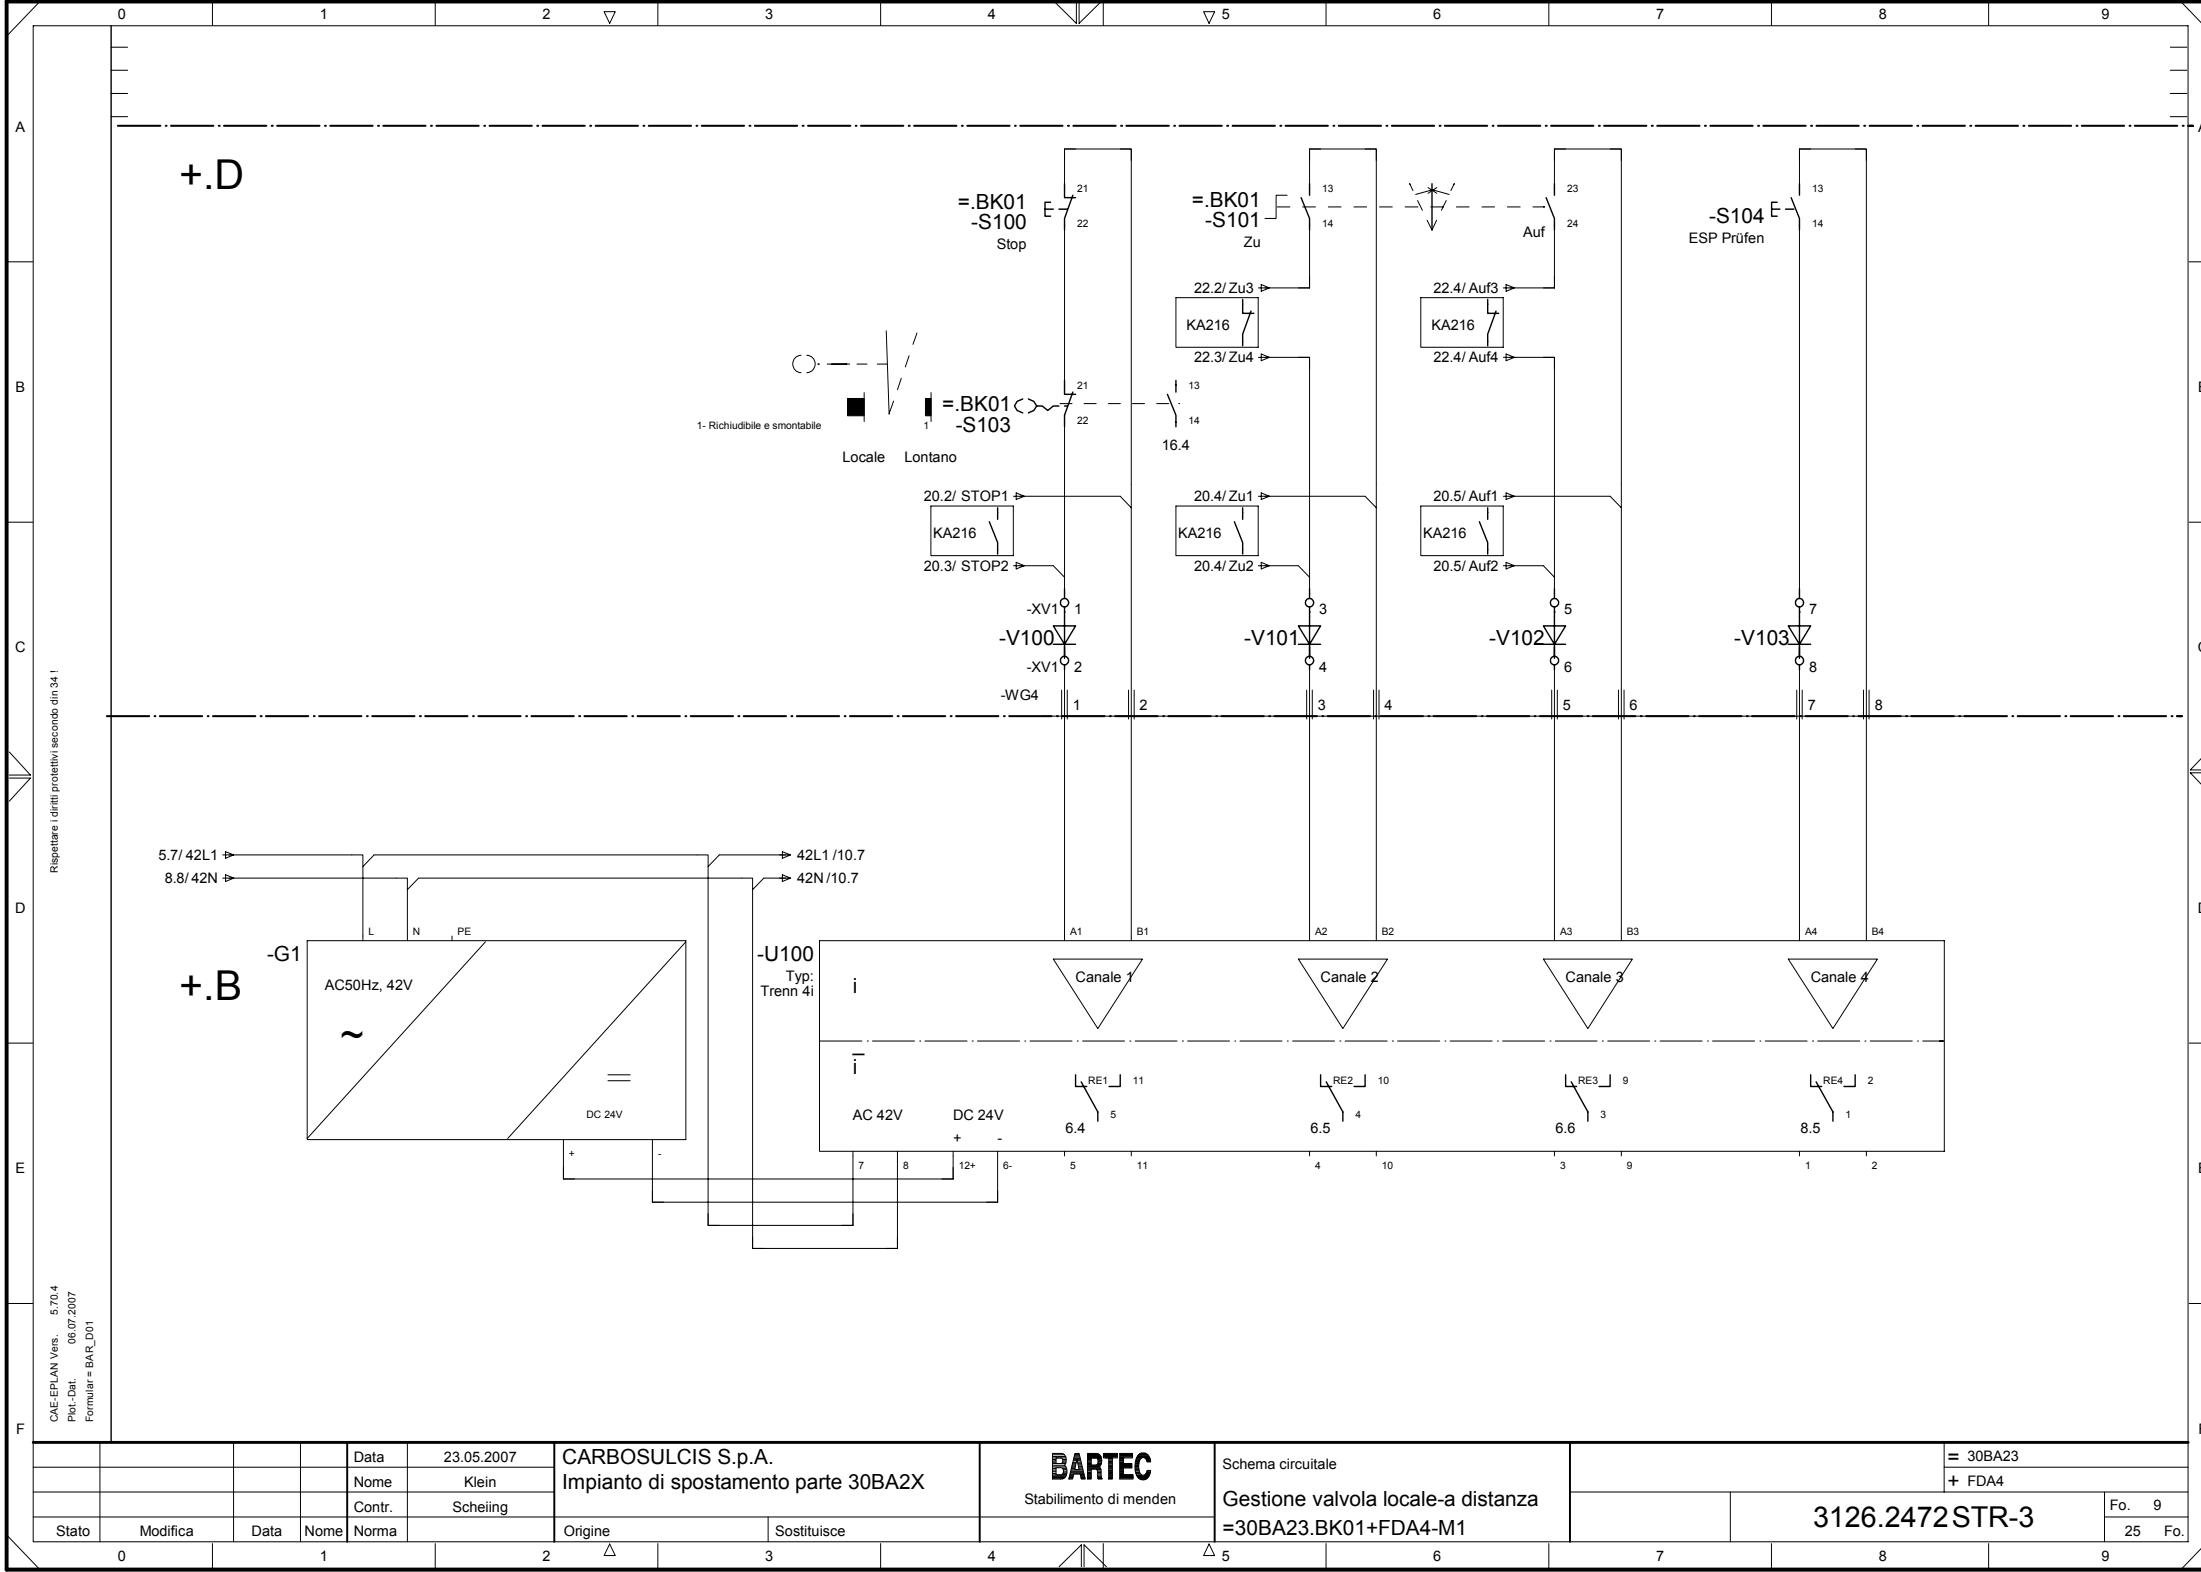 0 1 2 3 4 5 6 7 8 9
A A
+.D
=.BK01
-S100
Stop
21
22
=.BK01
-S101
Zu
13
14
Auf
23
24
-S104
ESP Prüfen
13
14
22.2/ Zu3
KA216
22.3/ Zu4
22.4/ Auf3
KA216
22.4/ Auf4
B B
1- Richiudibile e smontabile
1
Locale Lontano
=.BK01
-S103
21
22
13
14
16.4
20.2/ STOP1
KA216
20.3/ STOP2
20.4/ Zu1
KA216
20.4/ Zu2
20.5/ Auf1
KA216
20.5/ Auf2
-XV1 1
-V100
-XV1 2
3
-V101
4
5
-V102
6
7
-V103
8
C C
-WG4
1 2 3 4 5 6 7 8
Rispettare i diritti protettivi secondo din 34 !
5.7/ 42L1
8.8/ 42N
42L1 /10.7
42N /10.7
D D
L N PE
-G1
+.B
AC50Hz, 42V
~
DC 24V
+ -
-U100
Typ:
Trenn 4i
A1 B1 A2 B2 A3 B3 A4 B4
i
Canale 1 Canale 2 Canale 3 Canale 4
i
RE1 11
5
6.4
RE2 10
4
6.5
RE3 9
3
6.6
RE4 2
1
8.5
AC 42V DC 24V
+ -
7 8 12+ 6- 5 11 4 10 3 9 1 2
E E
CAE-EPLAN Vers. 5.70.4
Plot.-Dat. 06.07.2007
Formular = BAR_D01
F F
Data 23.05.2007
Nome Klein
Contr. Scheiing
Stato Modifica Data Nome Norma
CARBOSULCIS S.p.A.
Impianto di spostamento parte 30BA2X
Origine Sostituisce
BARTEC
Stabilimento di menden
Schema circuitale
Gestione valvola locale-a distanza
=30BA23.BK01+FDA4-M1
= 30BA23
+ FDA4
3126.2472STR-3
Fo. 9
25 Fo.
0 1 2 3 4 5 6 7 8 9